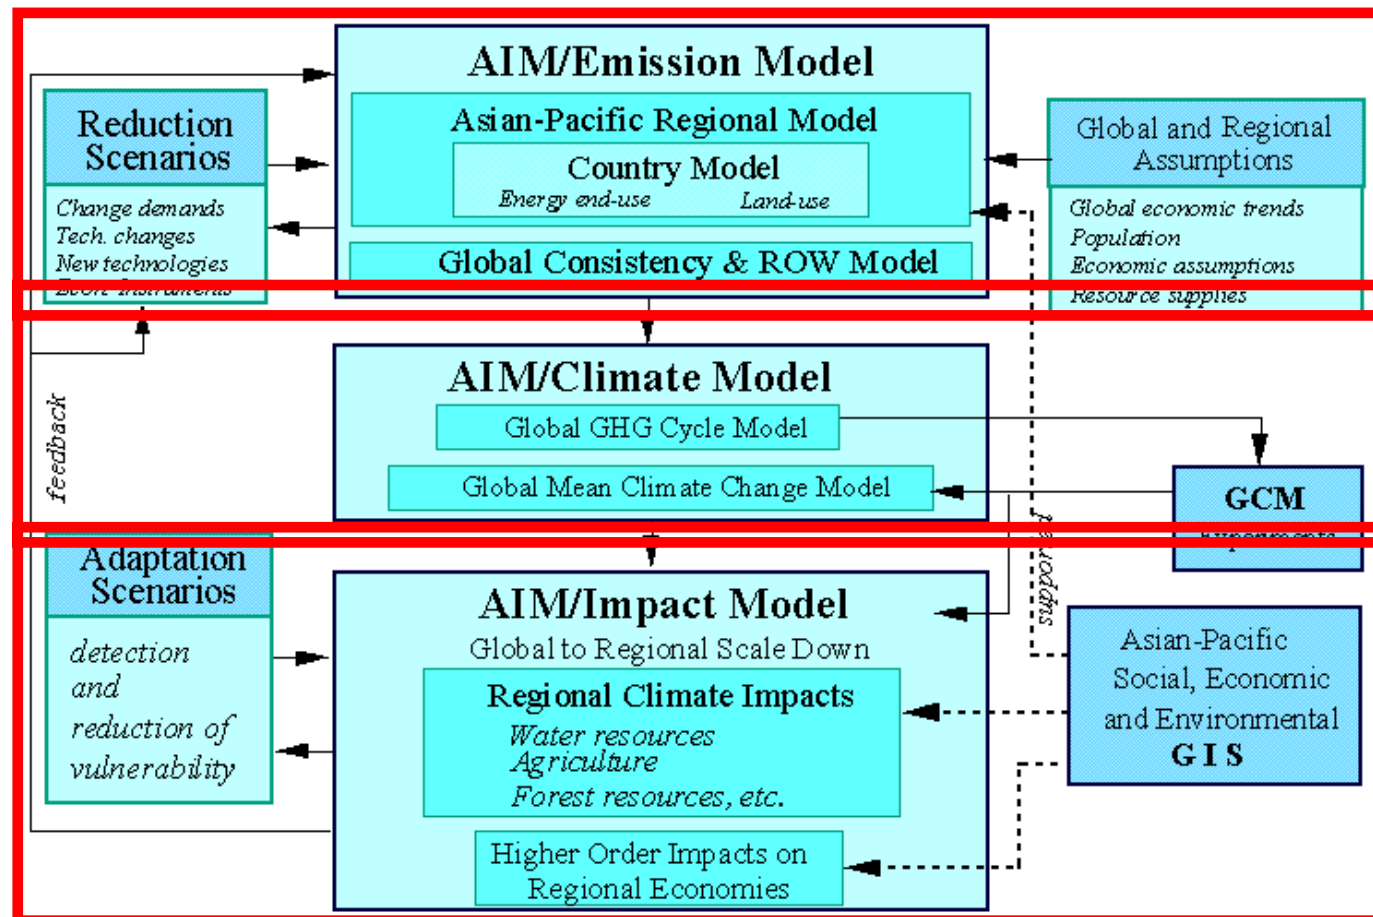 AIM/Emission Model
Asian-Pacific Regional Model
Country Model
Energy end-use Land-use
Global Consistency & ROW Model
Reduction
Scenarios
Change demands
Tech. changes
New technologies
Econ. Instruments
Global and Regional
Assumptions
Global economic trends
Population
Economic assumptions
Resource supplies
AIM/Climate Model
Global GHG Cycle Model
Global Mean Climate Change Model
feedback
GCM
Experiments
supported
Adaptation
Scenarios
detection
and
reduction of
vulnerability
AIM/Impact Model
Global to Regional Scale Down
Regional Climate Impacts
Water resources
Agriculture
Forest resources, etc.
Higher Order Impacts on
Regional Economies
Asian-Pacific
Social, Economic
and Environmental
GIS